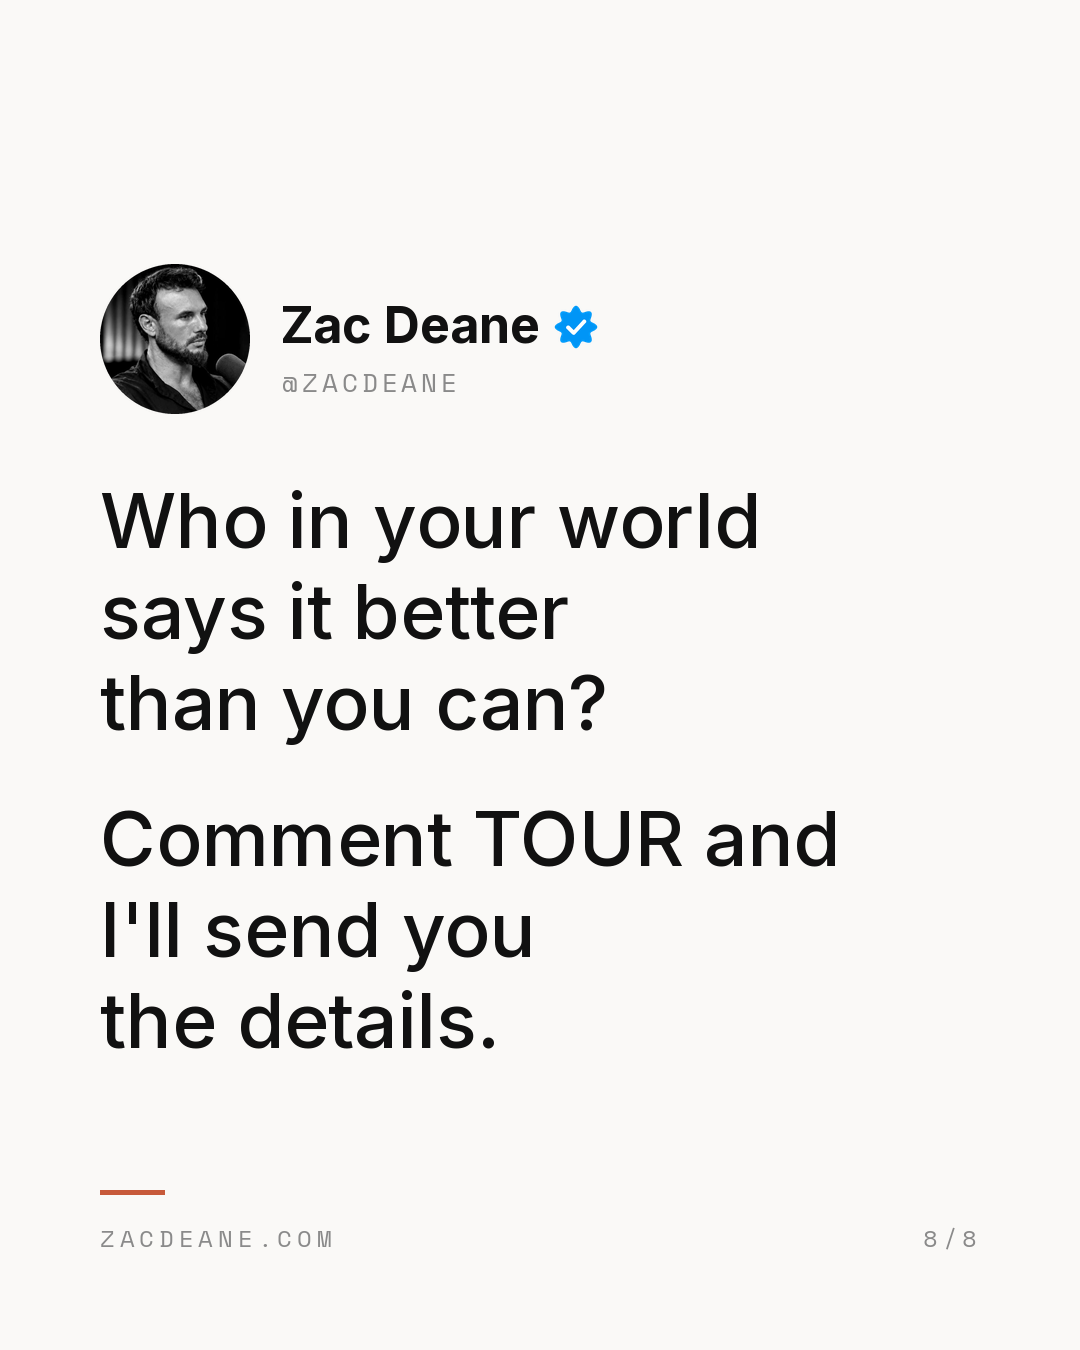 Zac Deane
@ZACDEANE
Who in your world
says it better
than you can?
Comment TOUR and
I'll send you
the details.
ZACDEANE.COM
8/8